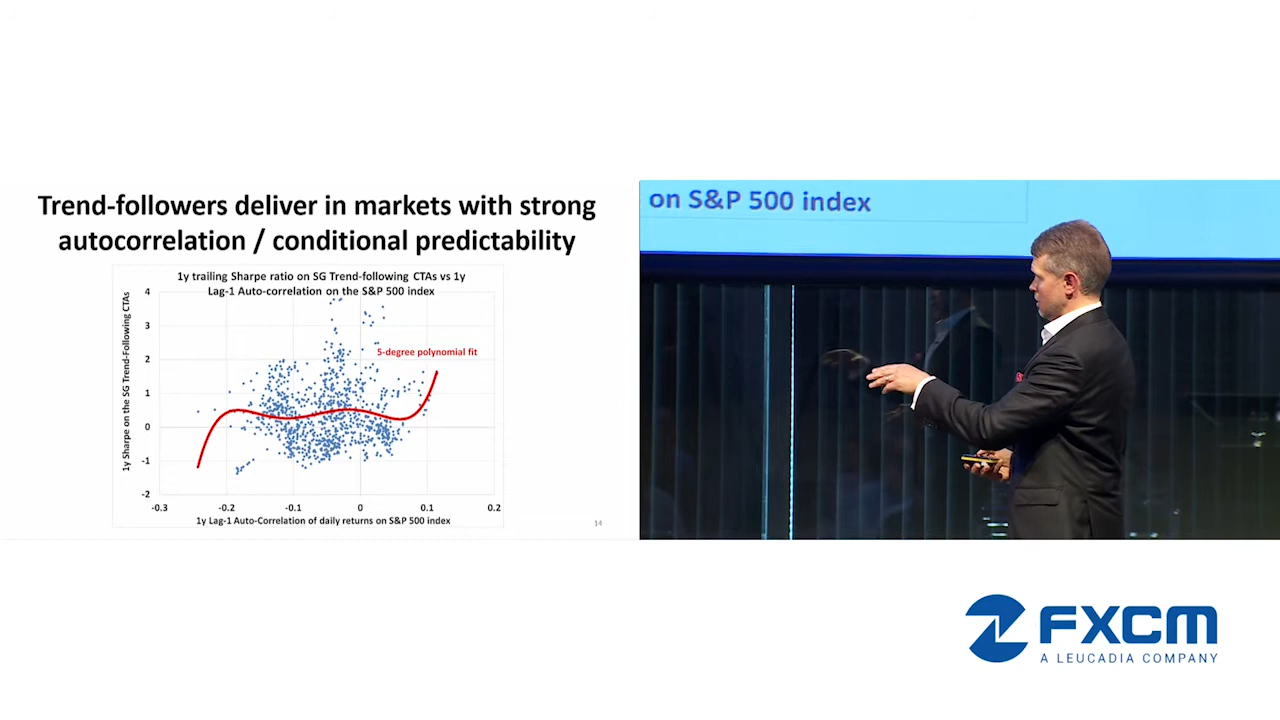 Trend-followers deliver in markets with strong
autocorrelation / conditional predictability
1y trailing Sharpe ratio on SG Trend-following CTAs vs 1y
Lag-1 Auto-correlation on the S&P 500 index
1y Sharpe on the SG Trend-Following CTAs
4
3
2
1
0
-1
-2
5-degree polynomial fit
-0.3
-0.2
-0.1
0
0.1
0.2
1y Lag-1 Auto-Correlation of daily returns on S&P 500 index
14
on S&P 500 index
FXCM
A LEUCADIA COMPANY